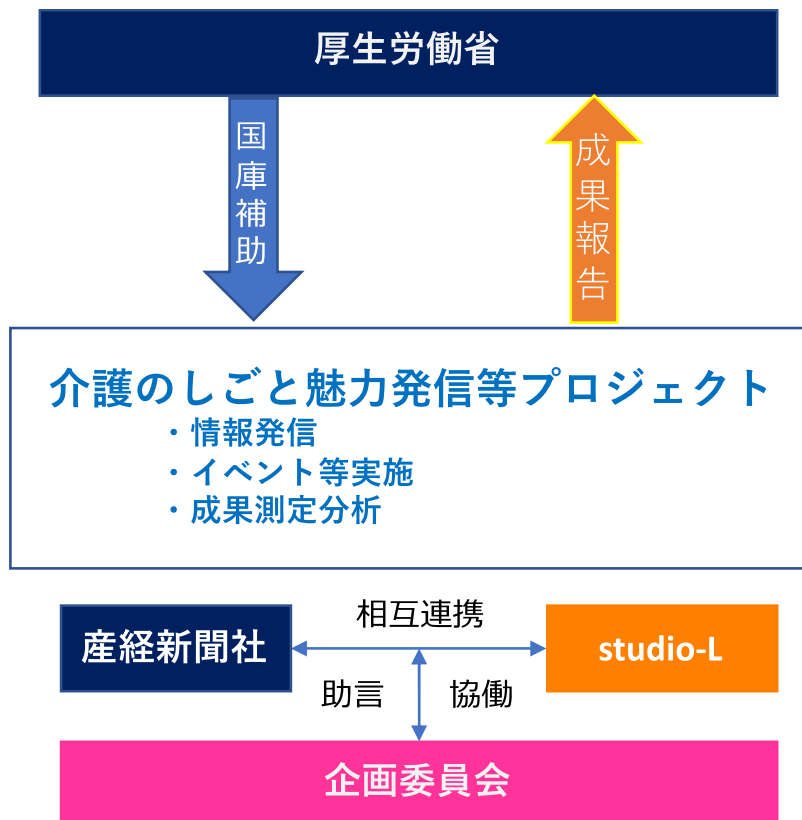 厚生労働省
国庫補助
成果報告
介護のしごと魅力発信等プロジェクト
・情報発信
・イベント等実施
・成果測定分析
相互連携
産経新聞社
studio-L
助言
協働
企画委員会